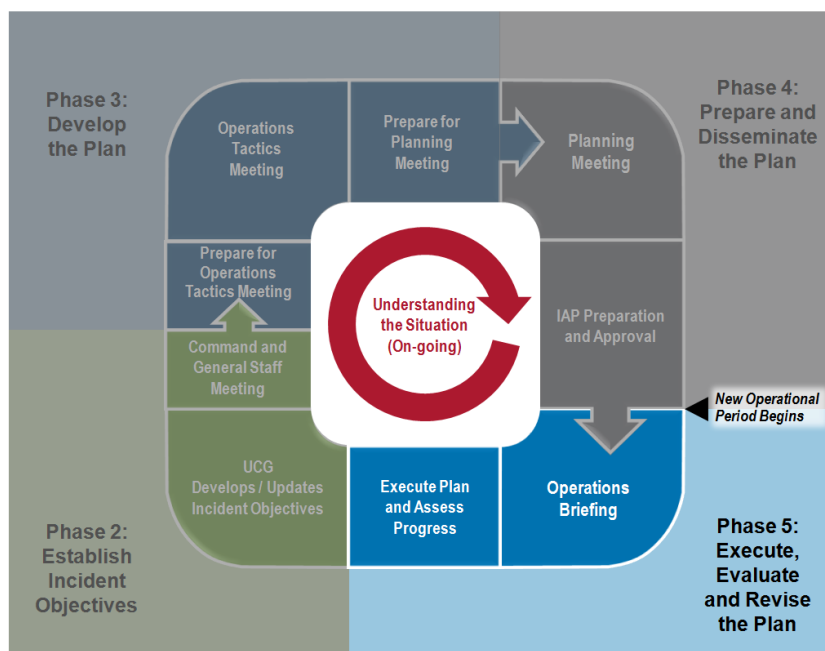 Phase 3:
Develop
the Plan
Operations
Tactics
Meeting
Prepare for
Planning
Meeting
Planning
Meeting
Phase 4:
Prepare and
Disseminate
the Plan
Prepare for
Operations
Tactics Meeting
Understanding
the Situation
(On-going)
IAP Preparation
and Approval
Command and
General Staff
Meeting
New Operational
Period Begins
UCG
Develops / Updates
Incident Objectives
Execute Plan
and Assess
Progress
Operations
Briefing
Phase 2:
Establish
Incident
Objectives
Phase 5:
Execute,
Evaluate
and Revise
the Plan